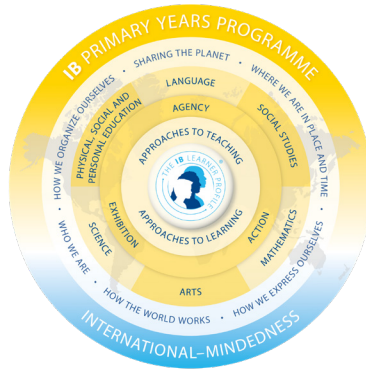 IB PRIMARY YEARS PROGRAMME
SHARING THE PLANET
WHERE WE ARE IN PLACE AND TIME
HOW WE EXPRESS OURSELVES
HOW THE WORLD WORKS
WHO WE ARE
HOW WE ORGANIZE OURSELVES
LANGUAGE
SOCIAL STUDIES
MATHEMATICS
ARTS
SCIENCE
PHYSICAL, SOCIAL AND
PERSONAL EDUCATION
AGENCY
ACTION
EXHIBITION
APPROACHES TO TEACHING
THE IB LEARNER PROFILE
APPROACHES TO LEARNING
INTERNATIONAL–MINDEDNESS